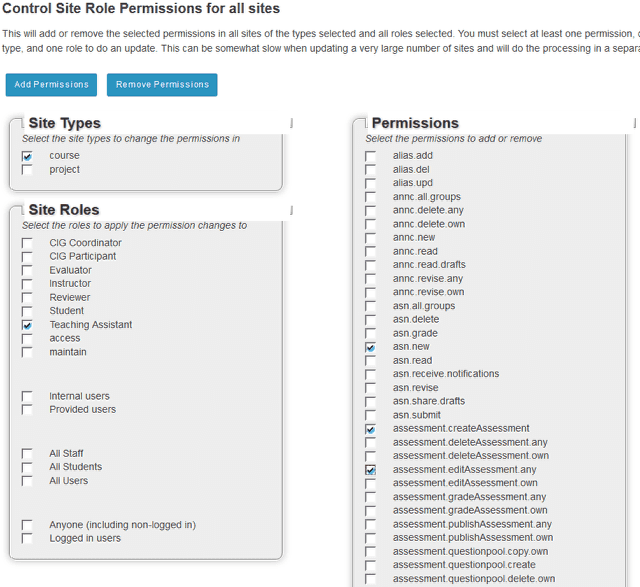 Control Site Role Permissions for all sites
This will add or remove the selected permissions in all sites of the types selected and all roles selected. You must select at least one permission,
type, and one role to do an update. This can be somewhat slow when updating a very large number of sites and will do the processing in a separa
Add Permissions
Remove Permissions
Site Types
Select the site types to change the permissions in
course
project
Site Roles
Select the roles to apply the permission changes to
CIG Coordinator
CIG Participant
Evaluator
Instructor
Reviewer
Student
Teaching Assistant
access
maintain
Internal users
Provided users
All Staff
All Students
All Users
Anyone (including non-logged in)
Logged in users
Permissions
Select the permissions to add or remove
alias.add
alias.del
alias.upd
annc.all.groups
annc.delete.any
annc.delete.own
annc.new
annc.read
annc.read.drafts
annc.revise.any
annc.revise.own
asn.all.groups
asn.delete
asn.grade
asn.new
asn.read
asn.receive.notifications
asn.revise
asn.share.drafts
asn.submit
assessment.createAssessment
assessment.deleteAssessment.any
assessment.deleteAssessment.own
assessment.editAssessment.any
assessment.editAssessment.own
assessment.gradeAssessment.any
assessment.gradeAssessment.own
assessment.publishAssessment.any
assessment.publishAssessment.own
assessment.questionpool.copy.own
assessment.questionpool.create
assessment.questionpool.delete.own